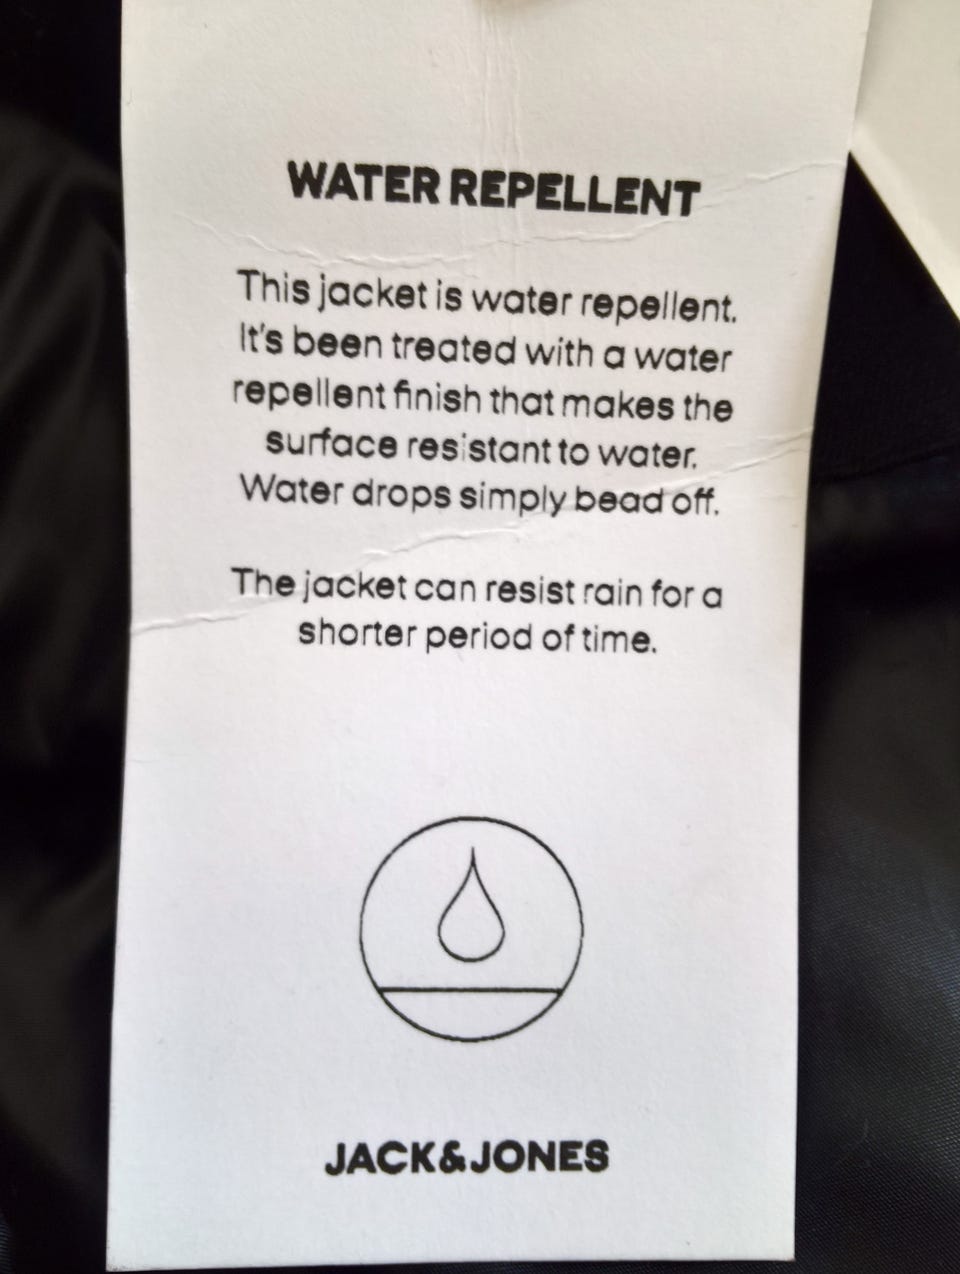 WATER REPELLENT
This jacket is water repellent.
It's been treated with a water
repellent finish that makes the
surface resistant to water.
Water drops simply bead off.
The jacket can resist rain for a
shorter period of time.
JACK&JONES